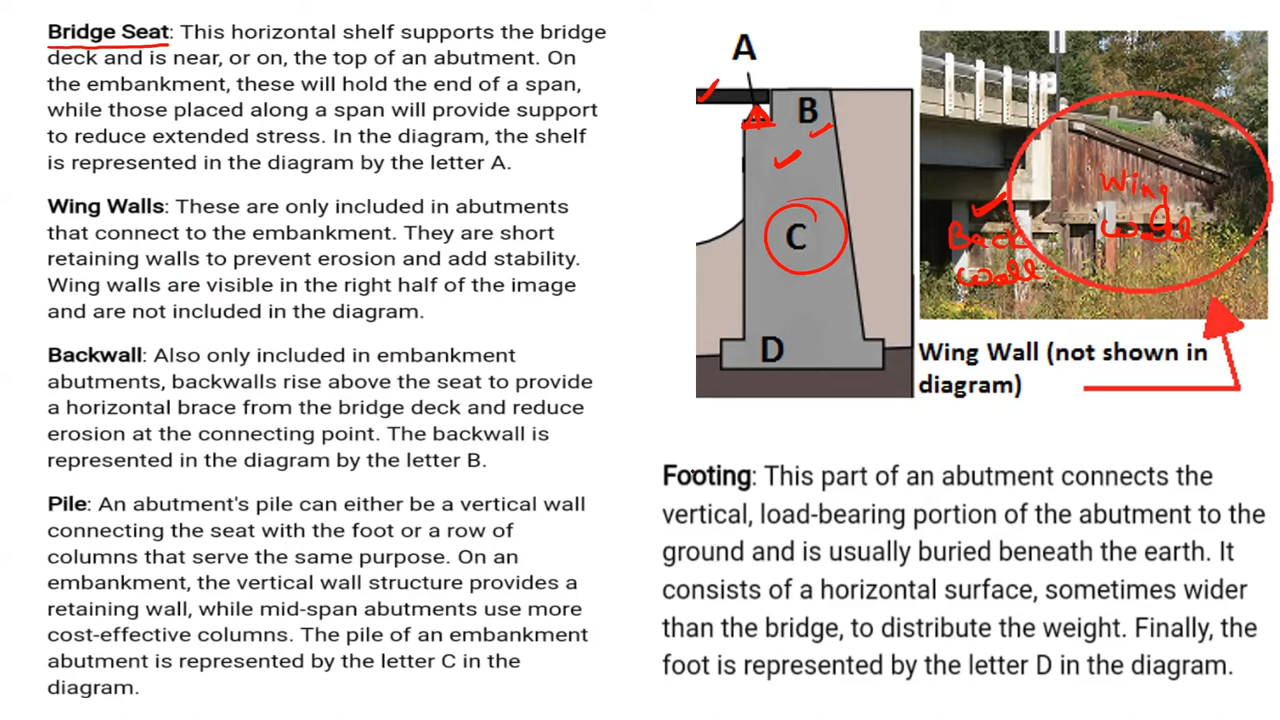 Bridge Seat: This horizontal shelf supports the bridge
deck and is near, or on, the top of an abutment. On
the embankment, these will hold the end of a span,
while those placed along a span will provide support
to reduce extended stress. In the diagram, the shelf
is represented in the diagram by the letter A.
Wing Walls: These are only included in abutments
that connect to the embankment. They are short
retaining walls to prevent erosion and add stability.
Wing walls are visible in the right half of the image
and are not included in the diagram.
Backwall: Also only included in embankment
abutments, backwalls rise above the seat to provide
a horizontal brace from the bridge deck and reduce
erosion at the connecting point. The backwall is
represented in the diagram by the letter B.
Pile: An abutment's pile can either be a vertical wall
connecting the seat with the foot or a row of
columns that serve the same purpose. On an
embankment, the vertical wall structure provides a
retaining wall, while mid-span abutments use more
cost-effective columns. The pile of an embankment
abutment is represented by the letter C in the
diagram.
A
B
C
D
Back
wall
Wing
wall
Wing Wall (not shown in
diagram)
Footing: This part of an abutment connects the
vertical, load-bearing portion of the abutment to the
ground and is usually buried beneath the earth. It
consists of a horizontal surface, sometimes wider
than the bridge, to distribute the weight. Finally, the
foot is represented by the letter D in the diagram.